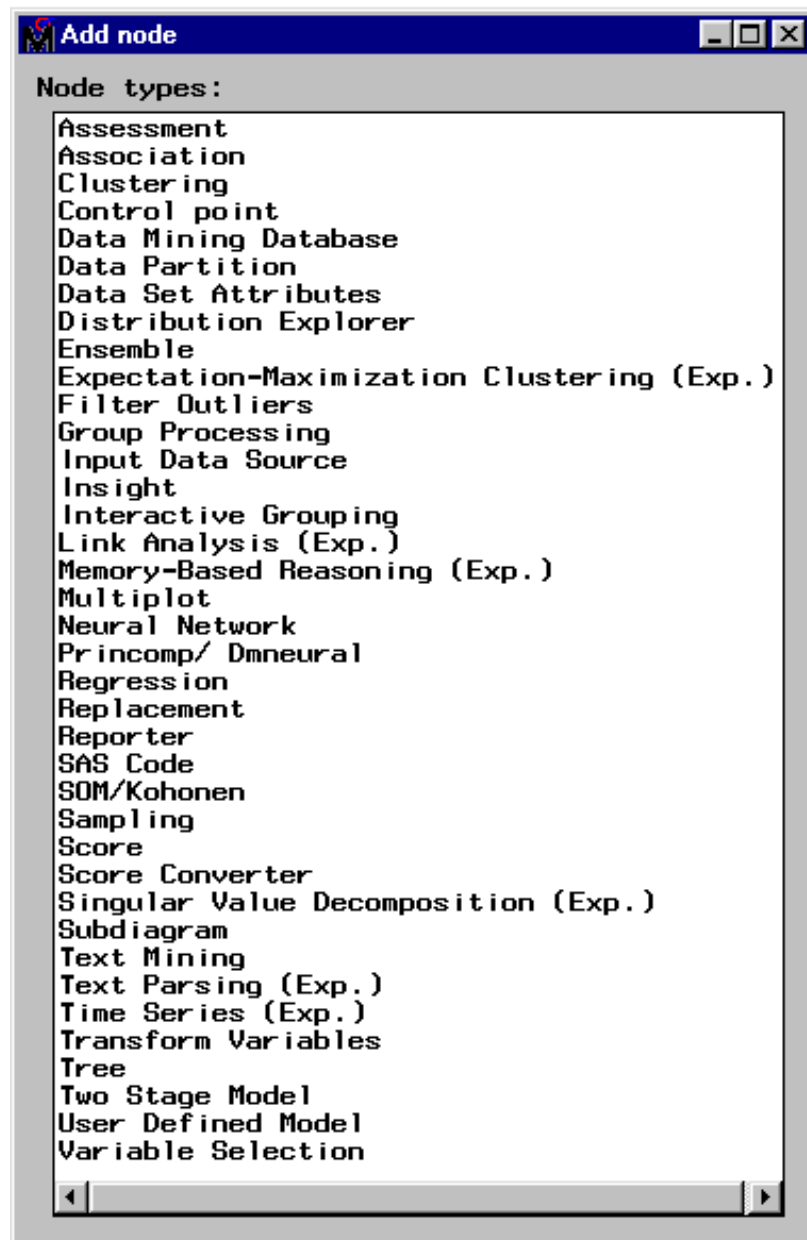 Add node
Node types:
Assessment
Association
Clustering
Control point
Data Mining Database
Data Partition
Data Set Attributes
Distribution Explorer
Ensemble
Expectation-Maximization Clustering (Exp.)
Filter Outliers
Group Processing
Input Data Source
Insight
Interactive Grouping
Link Analysis (Exp.)
Memory-Based Reasoning (Exp.)
Multiplot
Neural Network
Princomp/ Dmneural
Regression
Replacement
Reporter
SAS Code
SOM/Kohonen
Sampling
Score
Score Converter
Singular Value Decomposition (Exp.)
Subdiagram
Text Mining
Text Parsing (Exp.)
Time Series (Exp.)
Transform Variables
Tree
Two Stage Model
User Defined Model
Variable Selection